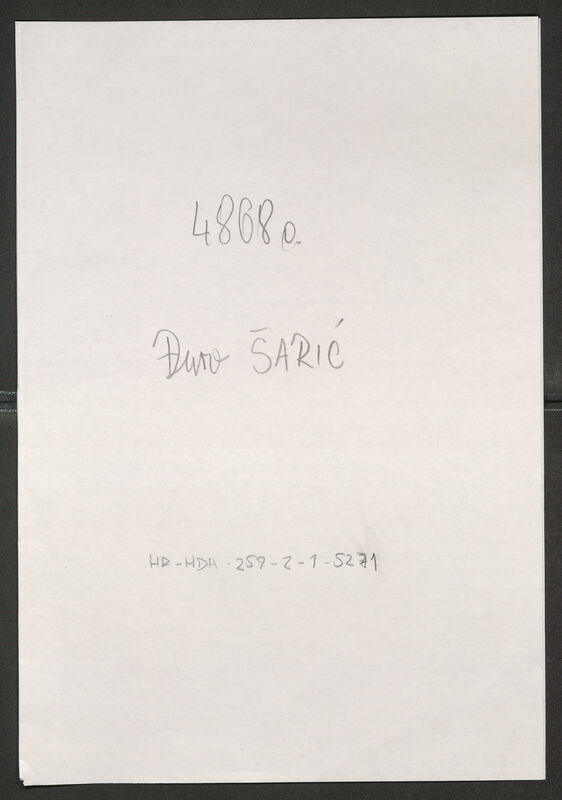 4868 o.
Đuro ŠARIĆ
HR-HDA-259-2-1-5271